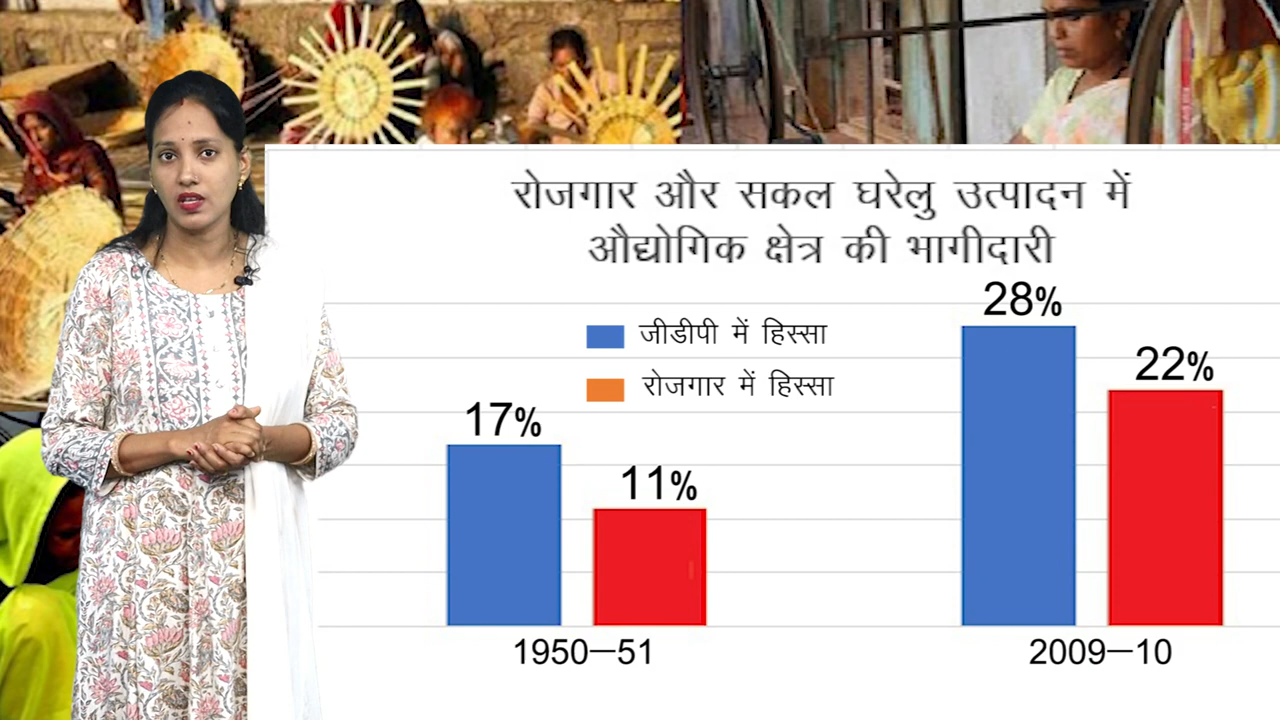 रोजगार और सकल घरेलु उत्पादन में
औद्योगिक क्षेत्र की भागीदारी
जीडीपी में हिस्सा
रोजगार में हिस्सा
17%
11%
28%
22%
1950–51
2009–10